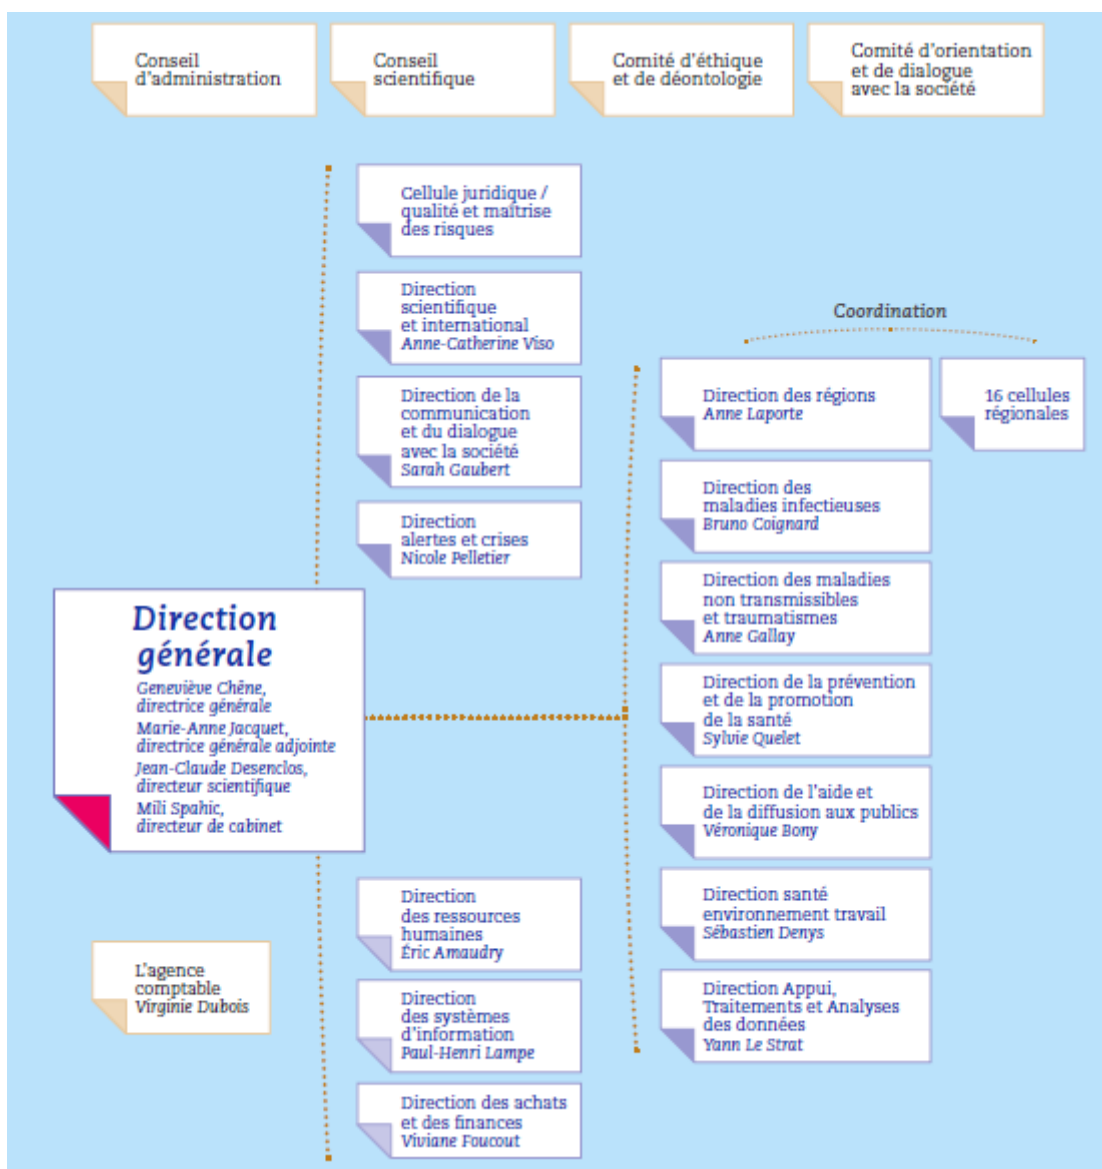 Conseil
d'administration
Conseil
scientifique
Comité d'éthique
et de déontologie
Comité d'orientation
et de dialogue
avec la société
Cellule juridique /
qualité et maîtrise
des risques
Direction
scientifique
et international
Anne-Catherine Viso
Direction de la
communication
et du dialogue
avec la société
Sarah Gaubert
Direction
alertes et crises
Nicole Pelletier
Direction
générale
Geneviève Chêne,
directrice générale
Marie-Anne Jacquet,
directrice générale adjointe
Jean-Claude Desenclos,
directeur scientifique
Mili Spahic,
directeur de cabinet
L'agence
comptable
Virginie Dubois
Direction
des ressources
humaines
Éric Amaudry
Direction
des systèmes
d'information
Paul-Henri Lampe
Direction des achats
et des finances
Viviane Foucout
Coordination
Direction des régions
Anne Laporte
16 cellules
régionales
Direction des
maladies infectieuses
Bruno Coignard
Direction des maladies
non transmissibles
et traumatismes
Anne Gallay
Direction de la prévention
et de la promotion
de la santé
Sylvie Quelet
Direction de l'aide et
de la diffusion aux publics
Véronique Bony
Direction santé
environnement travail
Sébastien Denys
Direction Appui,
Traitements et Analyses
des données
Yann Le Strat